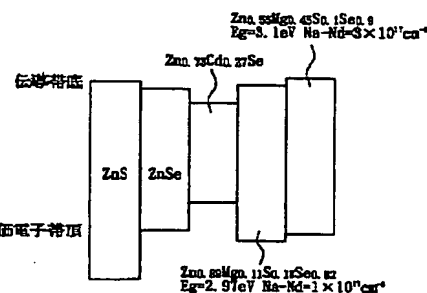 Zn0.55Mg0.45S0.1Se0.9
Eg=3.1eV Na-Nd=3×10¹⁷cm⁻³
Zn0.73Cd0.27Se
伝導帯底
ZnS
ZnSe
価電子帯頂
Zn0.89Mg0.11S0.18Se0.82
Eg=2.97eV Na-Nd=1×10¹⁷cm⁻³